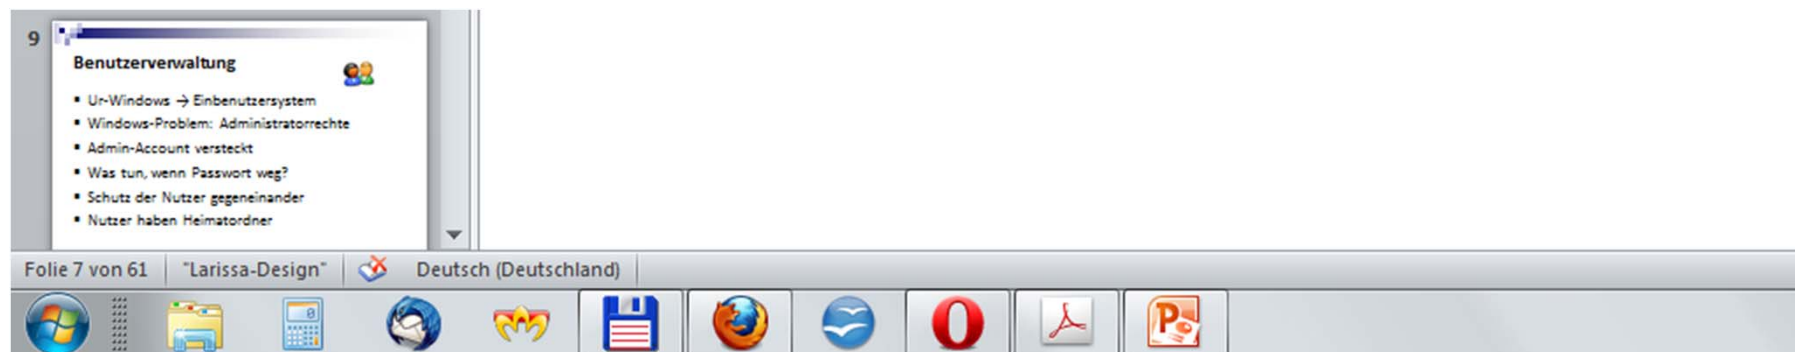 9
Benutzerverwaltung
▪ Ur-Windows → Einbenutzersystem
▪ Windows-Problem: Administratorrechte
▪ Admin-Account versteckt
▪ Was tun, wenn Passwort weg?
▪ Schutz der Nutzer gegeneinander
▪ Nutzer haben Heimatordner
Folie 7 von 61 "Larissa-Design" Deutsch (Deutschland)